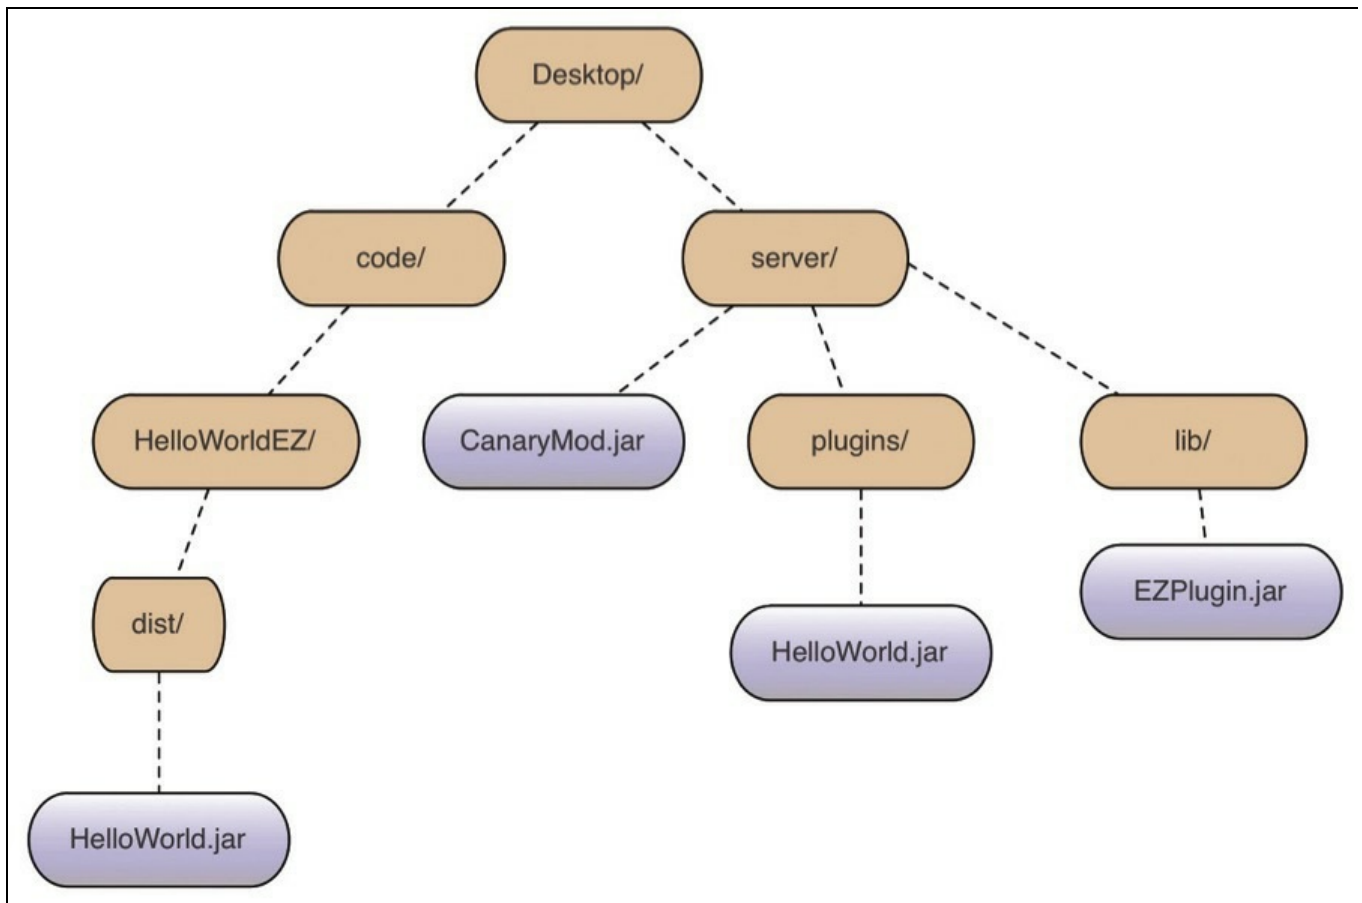 Desktop/
code/
server/
HelloWorldEZ/
CanaryMod.jar
plugins/
lib/
EZPlugin.jar
dist/
HelloWorld.jar
HelloWorld.jar